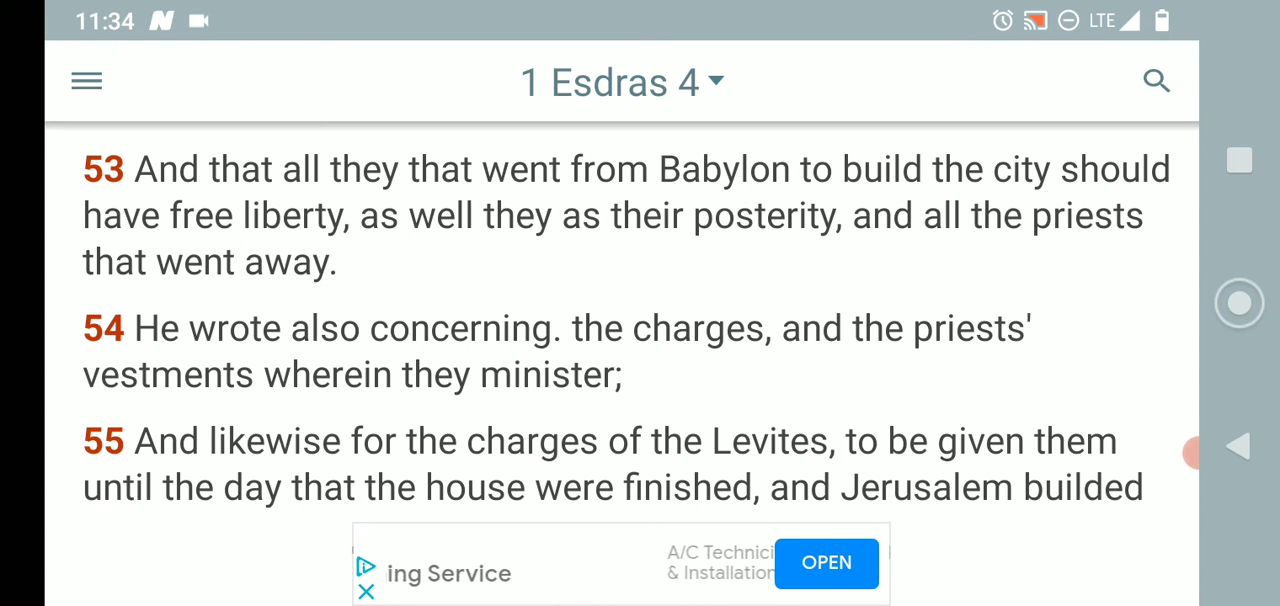 11:34 LTE
1 Esdras 4
53 And that all they that went from Babylon to build the city should
have free liberty, as well they as their posterity, and all the priests
that went away.
54 He wrote also concerning. the charges, and the priests'
vestments wherein they minister;
55 And likewise for the charges of the Levites, to be given them
until the day that the house were finished, and Jerusalem builded
ing Service
A/C Technici
& Installation
OPEN